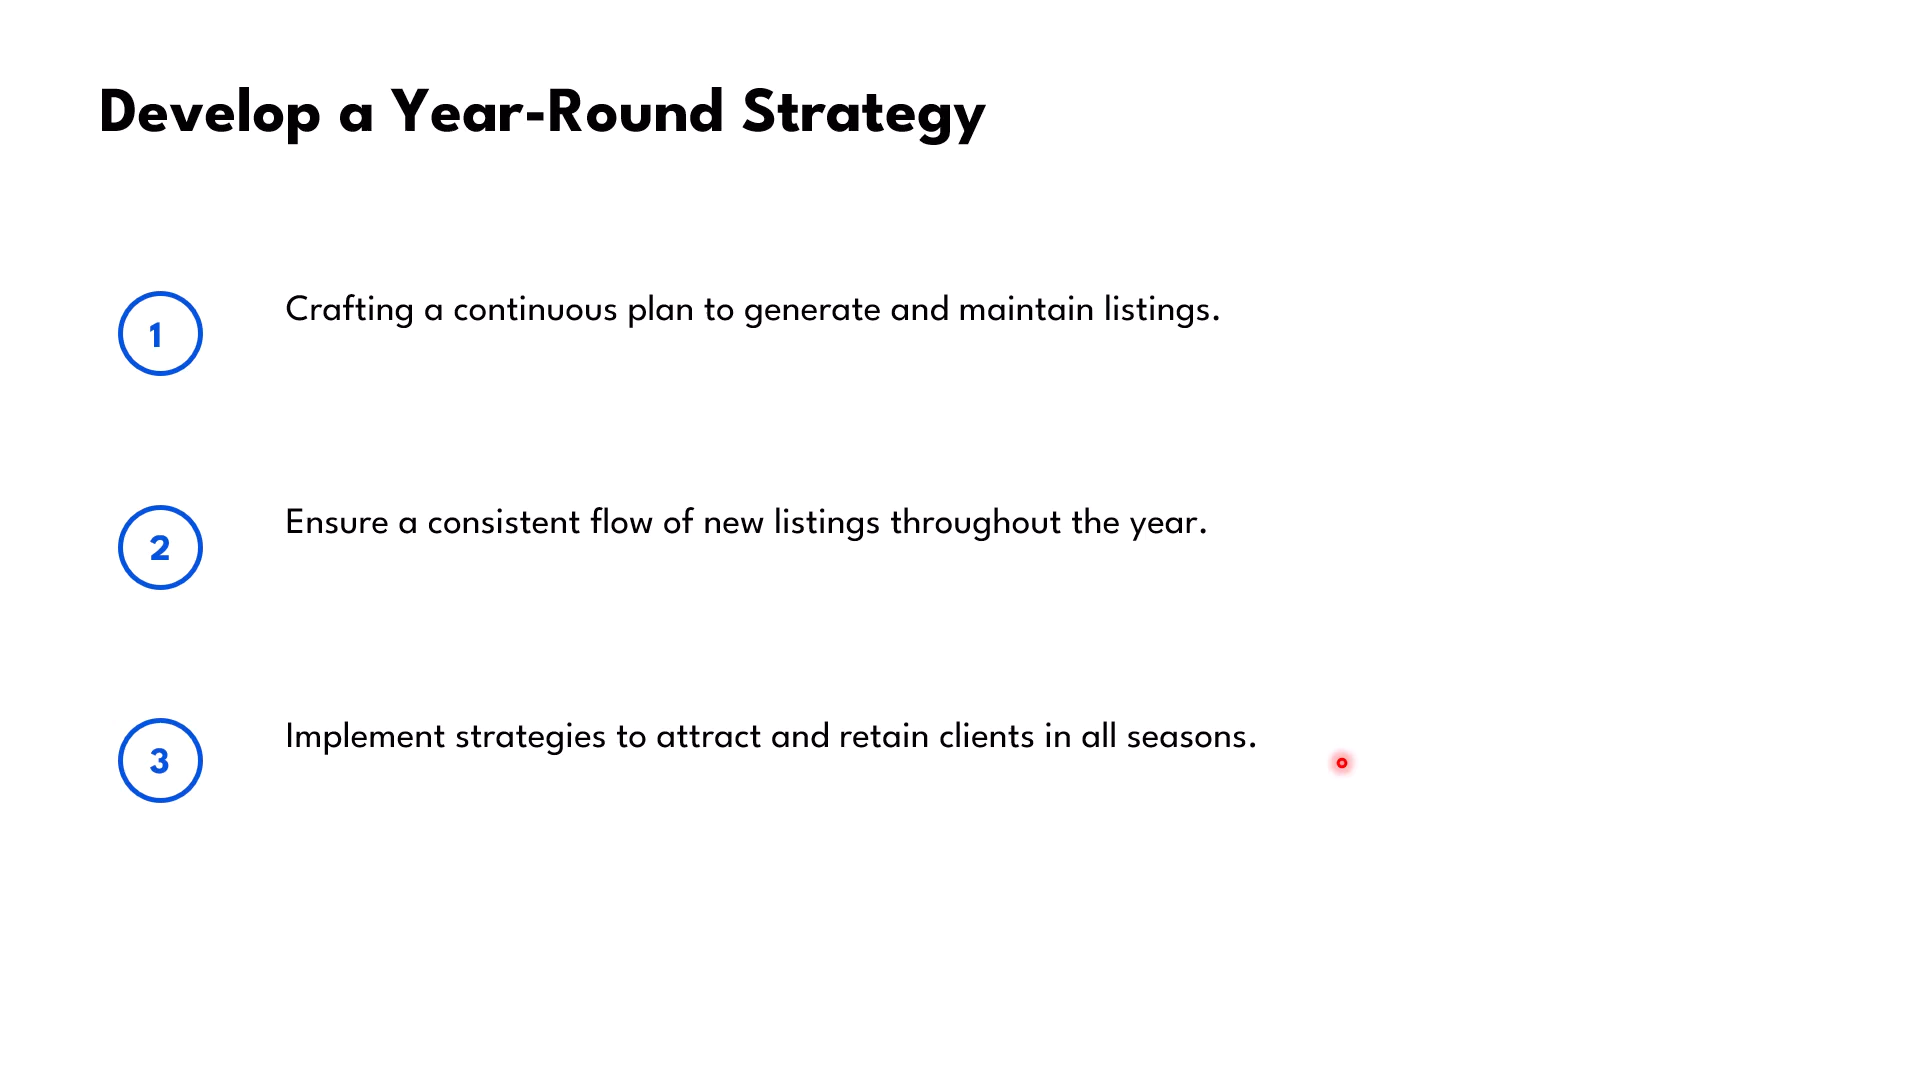 Develop a Year-Round Strategy
1 Crafting a continuous plan to generate and maintain listings.
2 Ensure a consistent flow of new listings throughout the year.
3 Implement strategies to attract and retain clients in all seasons.